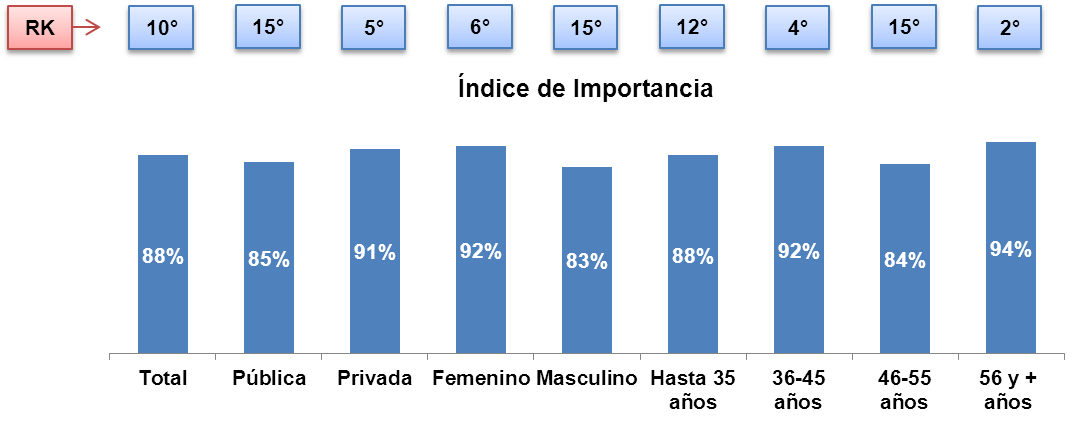 RK 10° 15° 5° 6° 15° 12° 4° 15° 2°
Índice de Importancia
88% 85% 91% 92% 83% 88% 92% 84% 94%
Total Pública Privada Femenino Masculino Hasta 35 años 36-45 años 46-55 años 56 y + años